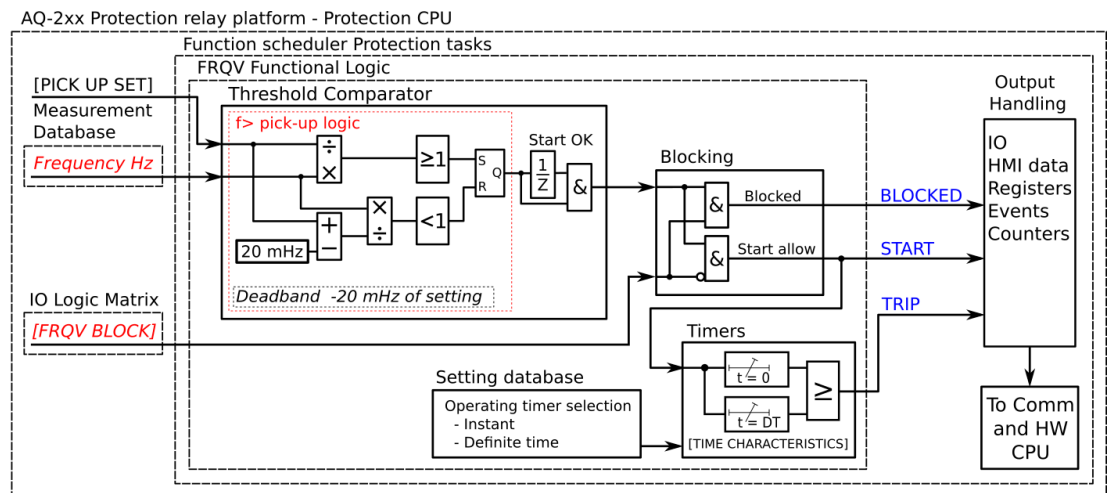 AQ-2xx Protection relay platform - Protection CPU
Function scheduler Protection tasks
FRQV Functional Logic
[PICK UP SET]
Measurement
Database
Frequency Hz
Threshold Comparator
f> pick-up logic
÷
×
≥1
S
Q
R
Start OK
1
Z
&
×
÷
<1
+
−
20 mHz
Deadband -20 mHz of setting
Blocking
&
Blocked
&
Start allow
BLOCKED
START
TRIP
Output
Handling
IO
HMI data
Registers
Events
Counters
IO Logic Matrix
[FRQV BLOCK]
Timers
t = 0
t = DT
≥
[TIME CHARACTERISTICS]
Setting database
Operating timer selection
- Instant
- Definite time
To Comm
and HW
CPU